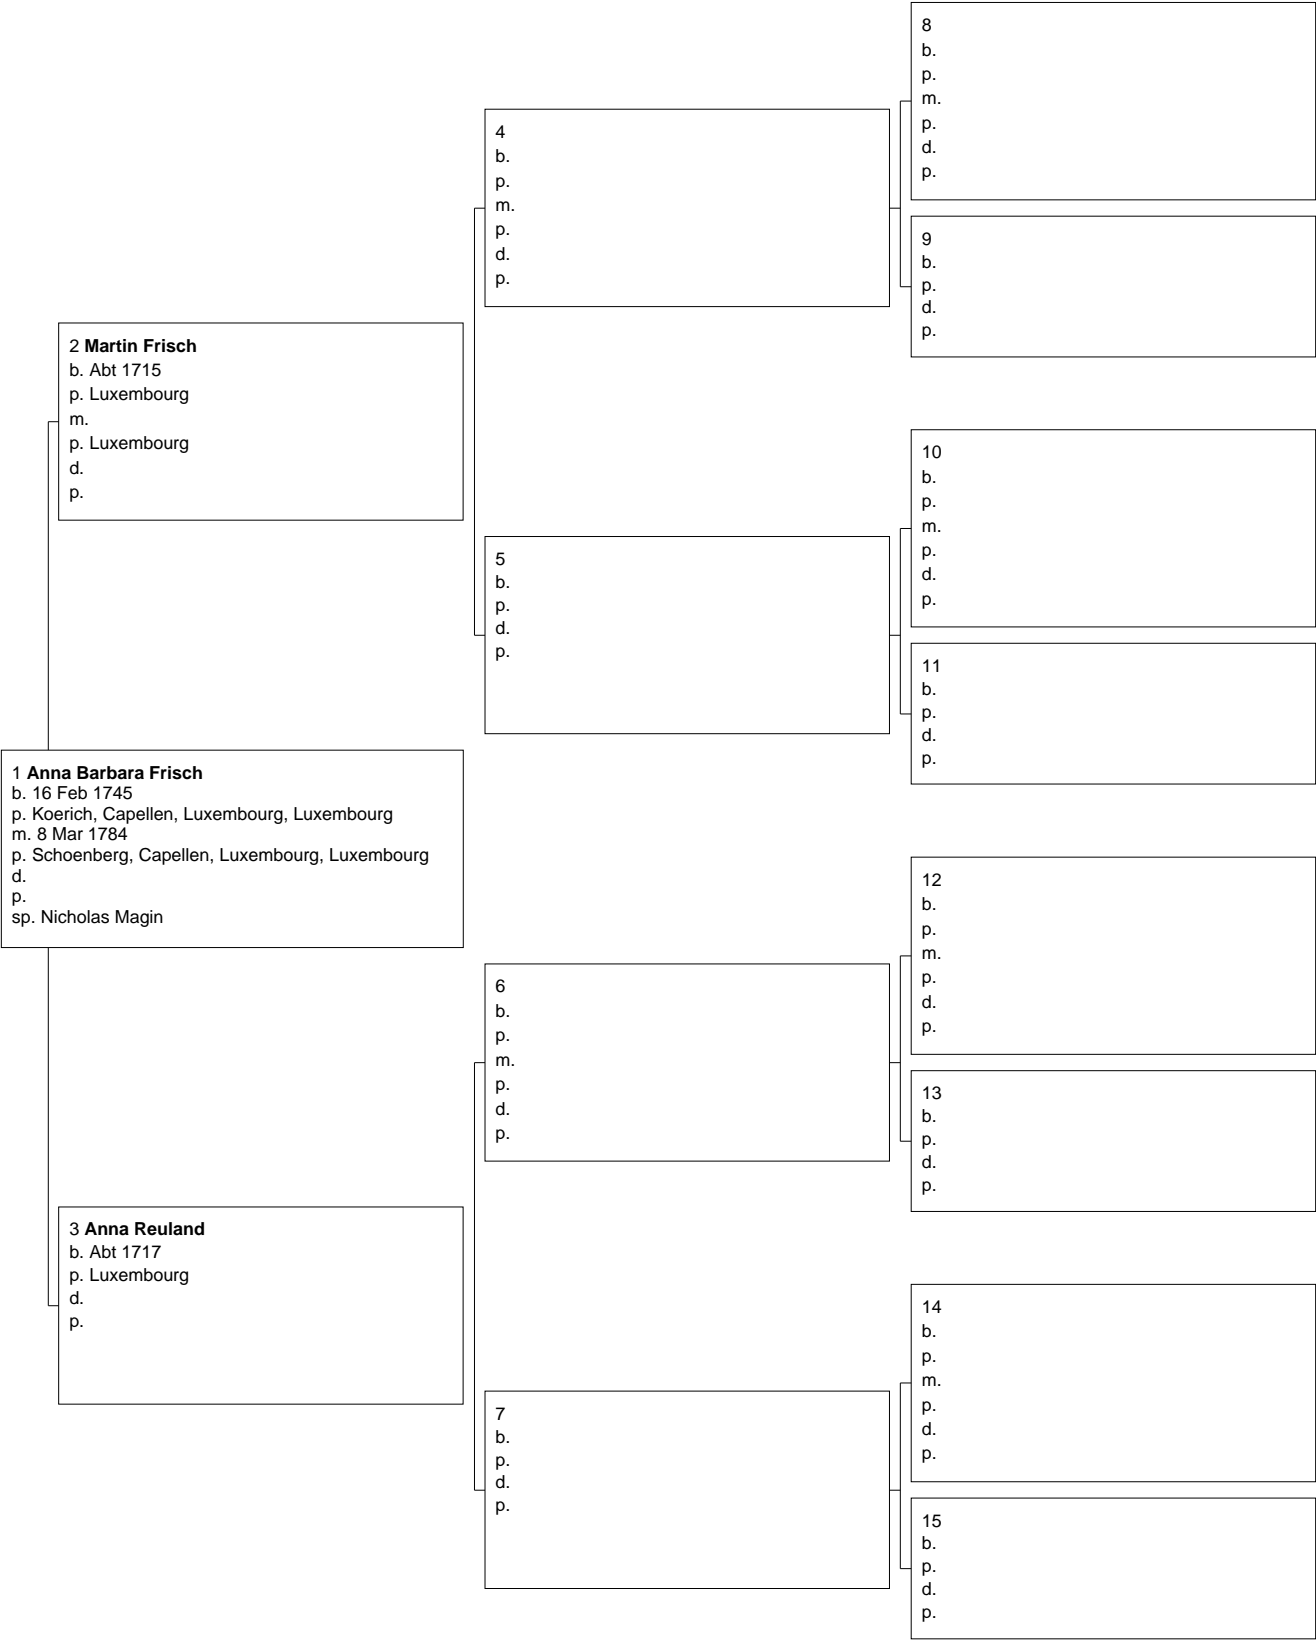 8
b.
p.
m.
p.
d.
p.
4
b.
p.
m.
p.
d.
p.
9
b.
p.
d.
p.
2 Martin Frisch
b. Abt 1715
p. Luxembourg
m.
p. Luxembourg
d.
p.
10
b.
p.
m.
p.
d.
p.
5
b.
p.
d.
p.
11
b.
p.
d.
p.
1 Anna Barbara Frisch
b. 16 Feb 1745
p. Koerich, Capellen, Luxembourg, Luxembourg
m. 8 Mar 1784
p. Schoenberg, Capellen, Luxembourg, Luxembourg
d.
p.
sp. Nicholas Magin
12
b.
p.
m.
p.
d.
p.
6
b.
p.
m.
p.
d.
p.
13
b.
p.
d.
p.
3 Anna Reuland
b. Abt 1717
p. Luxembourg
d.
p.
14
b.
p.
m.
p.
d.
p.
7
b.
p.
d.
p.
15
b.
p.
d.
p.